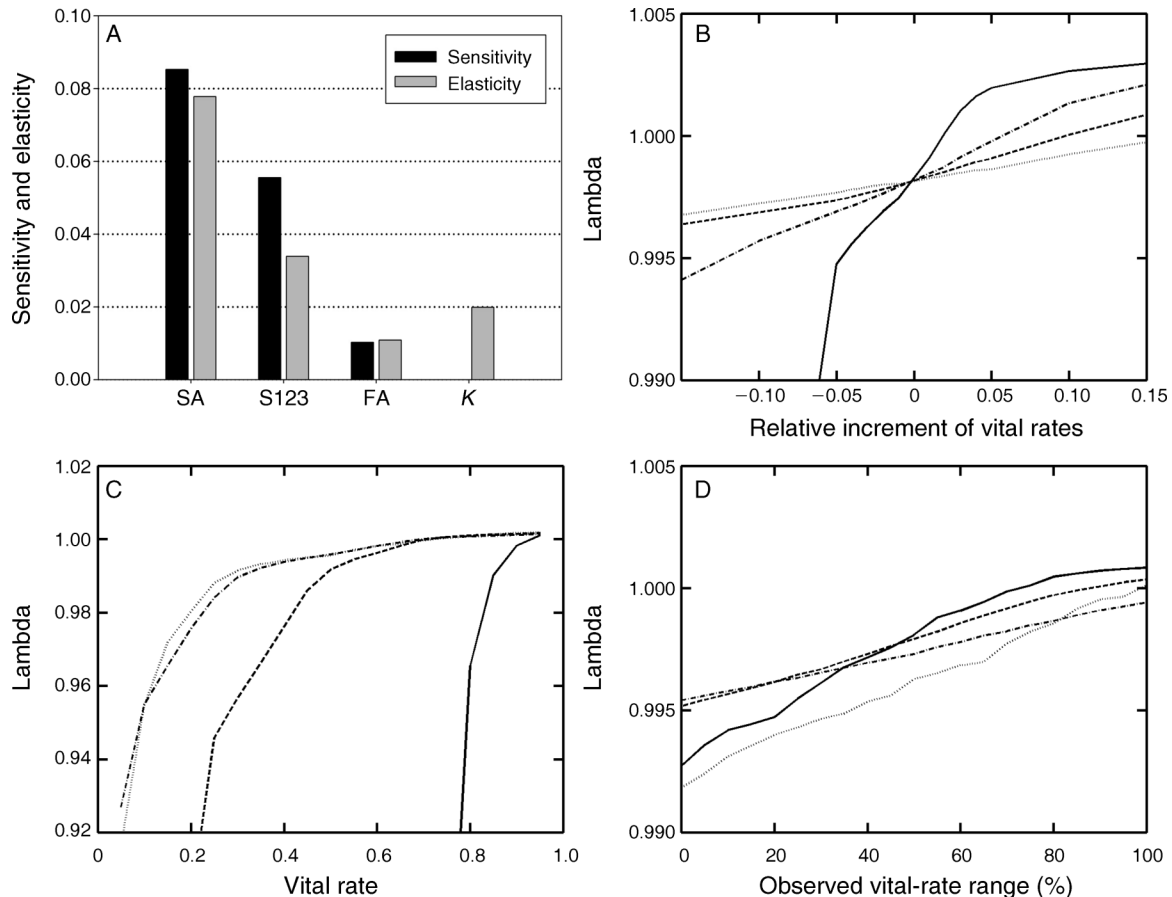 A
Sensitivity and elasticity
0.10
0.08
0.06
0.04
0.02
0.00
Sensitivity
Elasticity
SA S123 FA K
B
Lambda
1.005
1.000
0.995
0.990
−0.10 −0.05 0 0.05 0.10 0.15
Relative increment of vital rates
C
Lambda
1.02
1.00
0.98
0.96
0.94
0.92
0 0.2 0.4 0.6 0.8 1.0
Vital rate
D
Lambda
1.005
1.000
0.995
0.990
0 20 40 60 80 100
Observed vital-rate range (%)